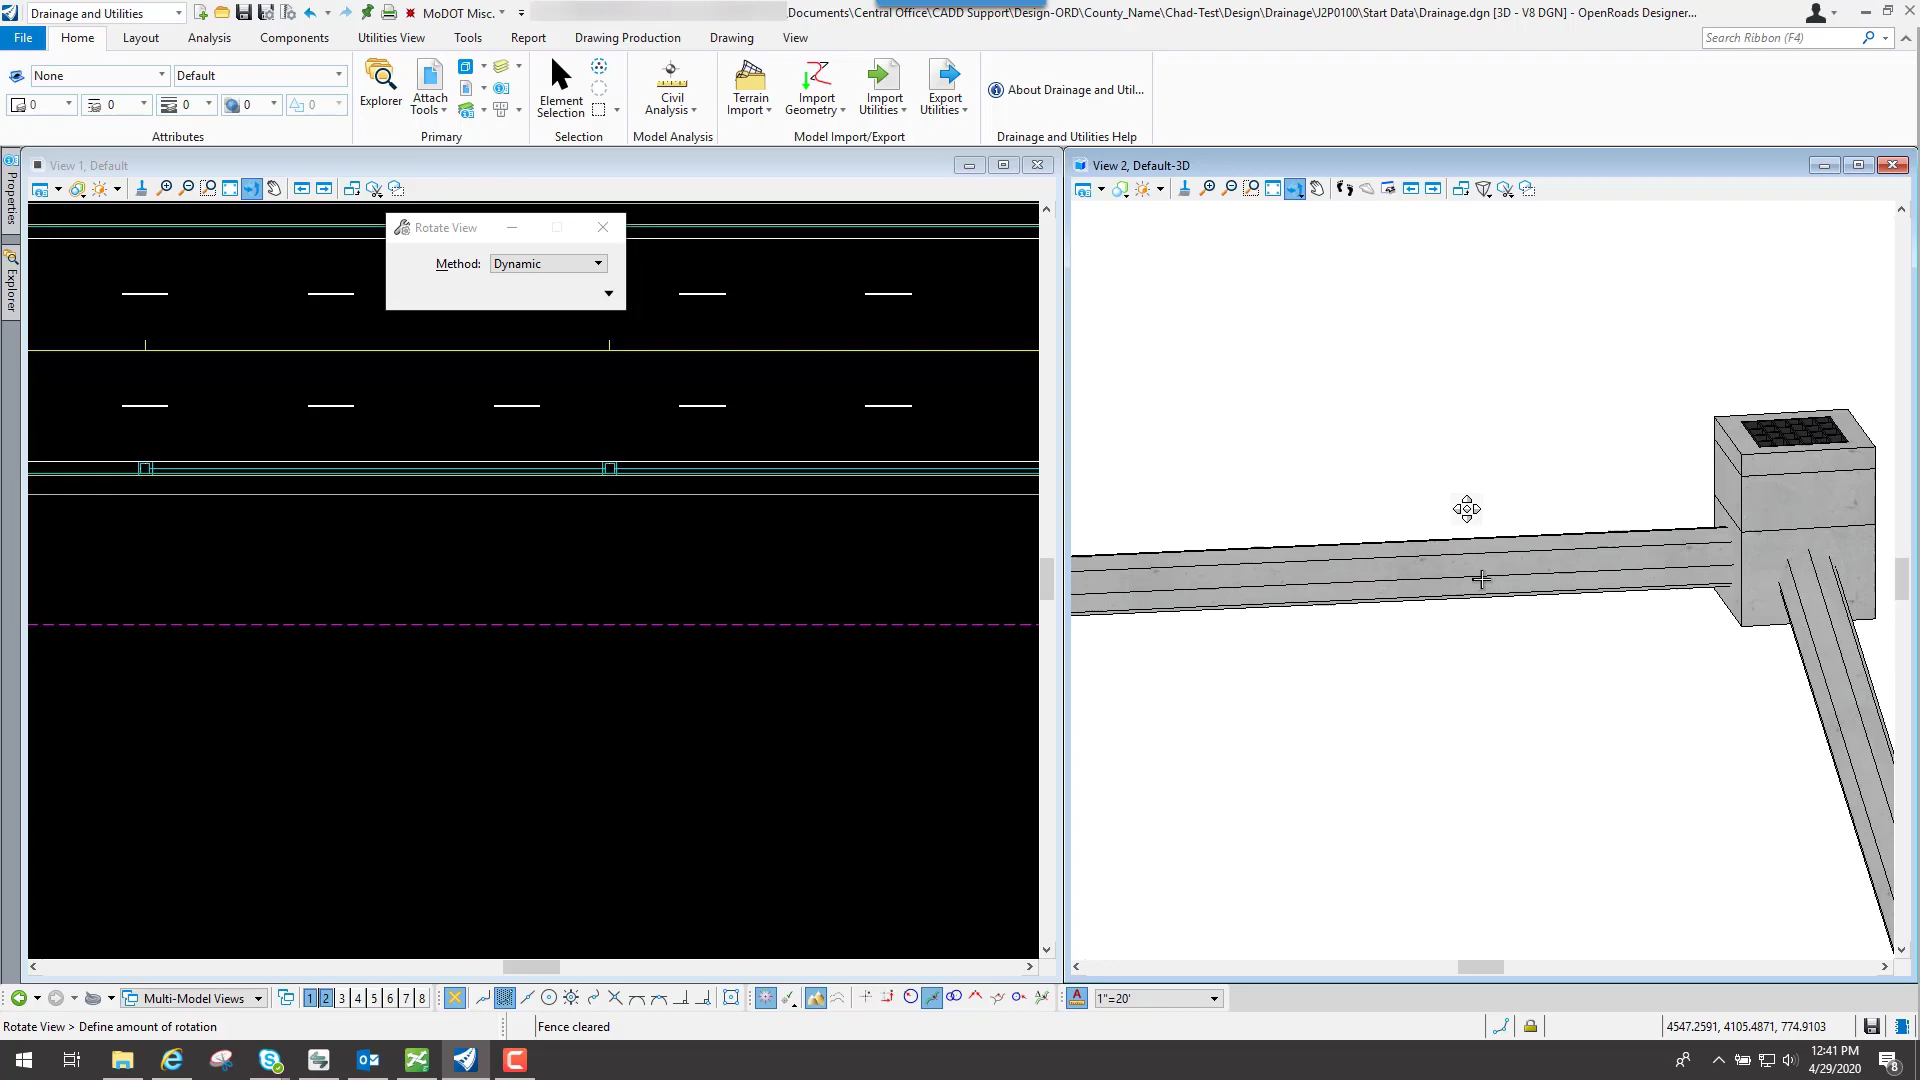 Drainage and Utilities
MoDOT Misc.
Documents\Central Office\CADD Support\Design-ORD\County_Name\Chad-Test\Design\Drainage\J2P0100\Start Data\Drainage.dgn [3D - V8 DGN] - OpenRoads Designer...
File
Home
Layout
Analysis
Components
Utilities View
Tools
Report
Drawing Production
Drawing
View
Search Ribbon (F4)
None
Default
0
0
0
0
0
Attributes
Explorer
Attach Tools
Primary
Element Selection
Selection
Civil Analysis
Model Analysis
Terrain Import
Import Geometry
Import Utilities
Export Utilities
Model Import/Export
About Drainage and Util...
Drainage and Utilities Help
Properties
Explorer
View 1, Default
Rotate View
Method:
Dynamic
View 2, Default-3D
Multi-Model Views
1 2 3 4 5 6 7 8
A
1"=20'
Rotate View > Define amount of rotation
Fence cleared
4547.2591, 4105.4871, 774.9103
12:41 PM
4/29/2020
8